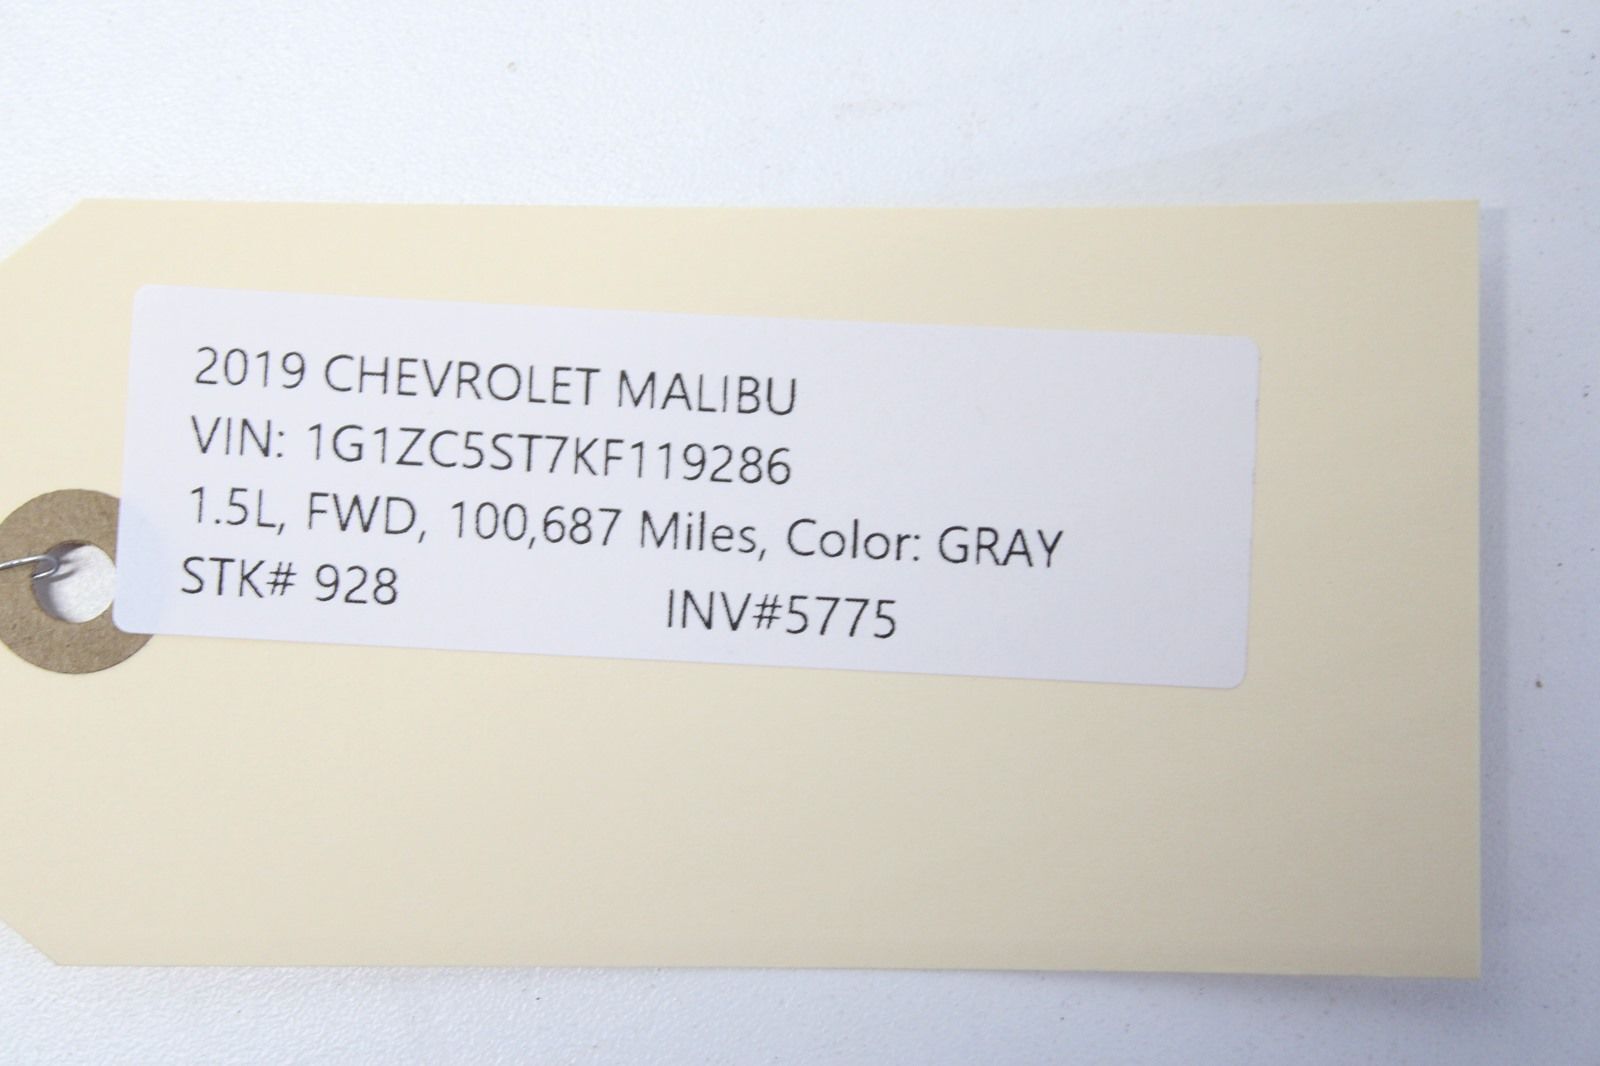 2019 CHEVROLET MALIBU
VIN: 1G1ZC5ST7KF119286
1.5L, FWD, 100,687 Miles, Color: GRAY
STK# 928 INV#5775